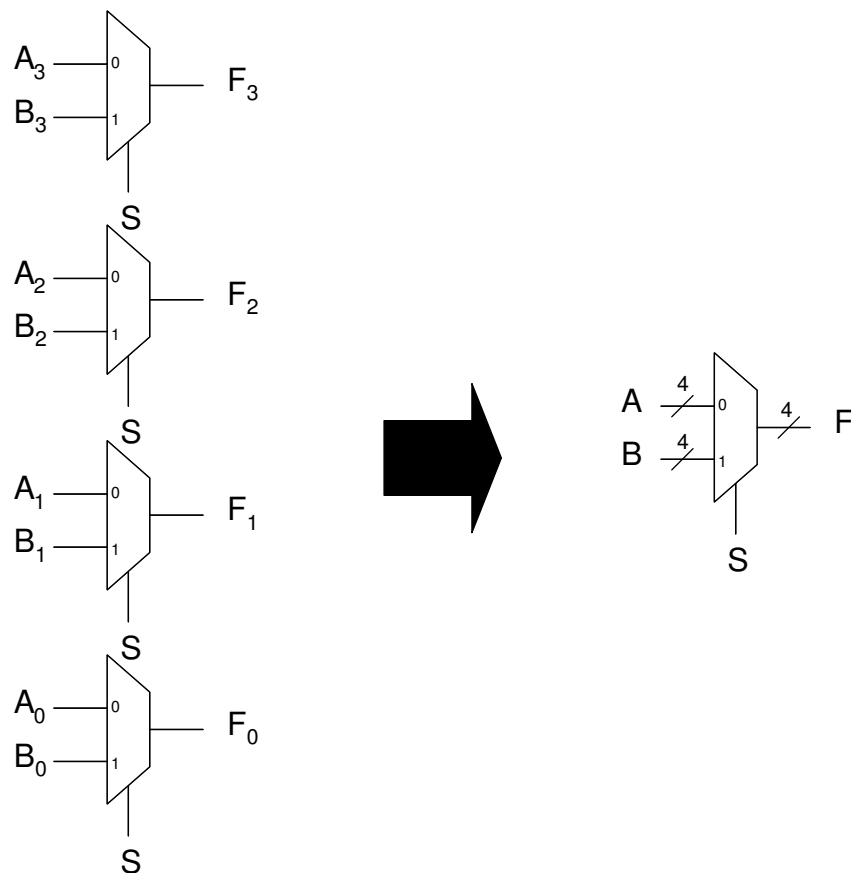 A₃ 0 F₃
B₃ 1
S
A₂ 0 F₂
B₂ 1
S
A₁ 0 F₁
B₁ 1
S
A₀ 0 F₀
B₀ 1
S
A 4 0 4 F
B 4 1
S